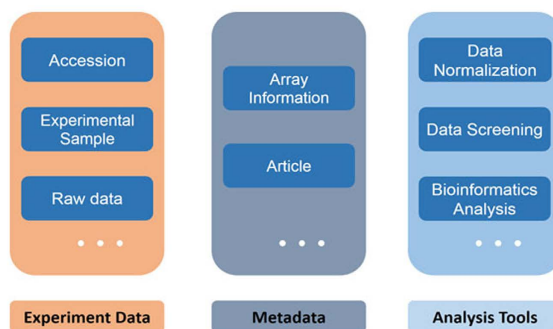 Accession
Experimental
Sample
Raw data
• • •
Experiment Data
Array
Information
Article
• • •
Metadata
Data
Normalization
Data Screening
Bioinformatics
Analysis
• • •
Analysis Tools